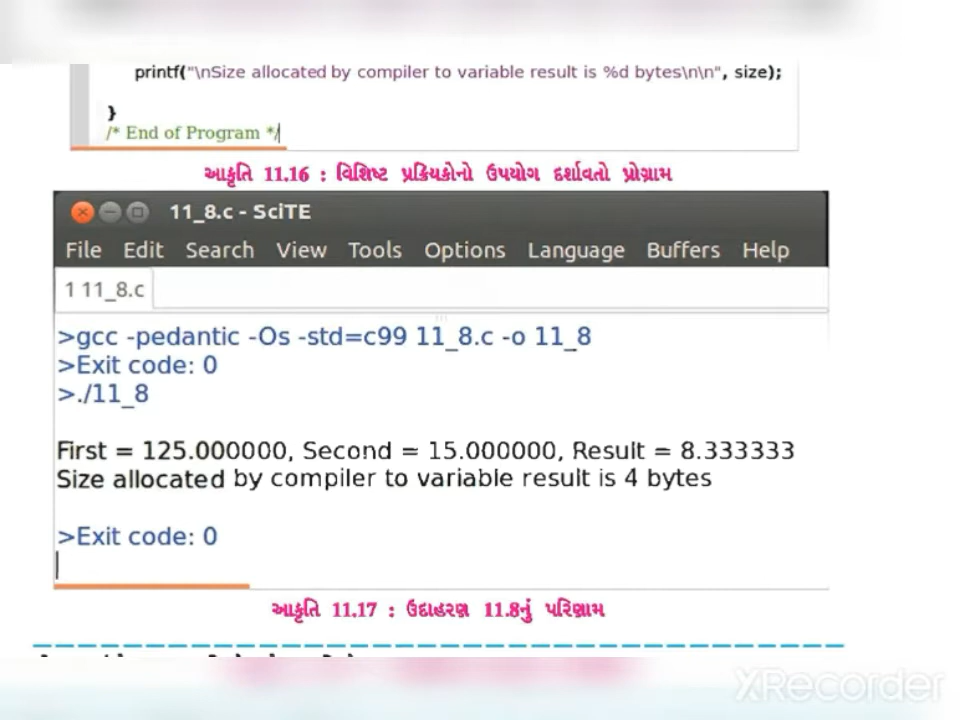 printf("\nSize allocated by compiler to variable result is %d bytes\n\n", size);
}
/* End of Program */
આકૃતિ 11.16 : વિશિષ્ટ પ્રક્રિયકોનો ઉપયોગ દર્શાવતો પ્રોગ્રામ
11_8.c - SciTE
File Edit Search View Tools Options Language Buffers Help
1 11_8.c
>gcc -pedantic -Os -std=c99 11_8.c -o 11_8
>Exit code: 0
>./11_8
First = 125.000000, Second = 15.000000, Result = 8.333333
Size allocated by compiler to variable result is 4 bytes
>Exit code: 0
આકૃતિ 11.17 : ઉદાહરણ 11.8નું પરિણામ
XRecorder